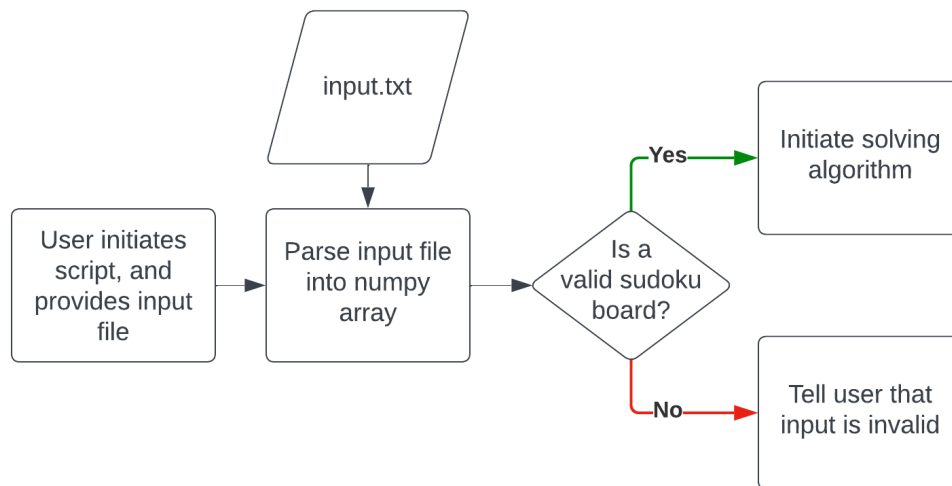 input.txt
User initiates
script, and
provides input
file
Parse input file
into numpy
array
Is a
valid sudoku
board?
Yes
Initiate solving
algorithm
No
Tell user that
input is invalid